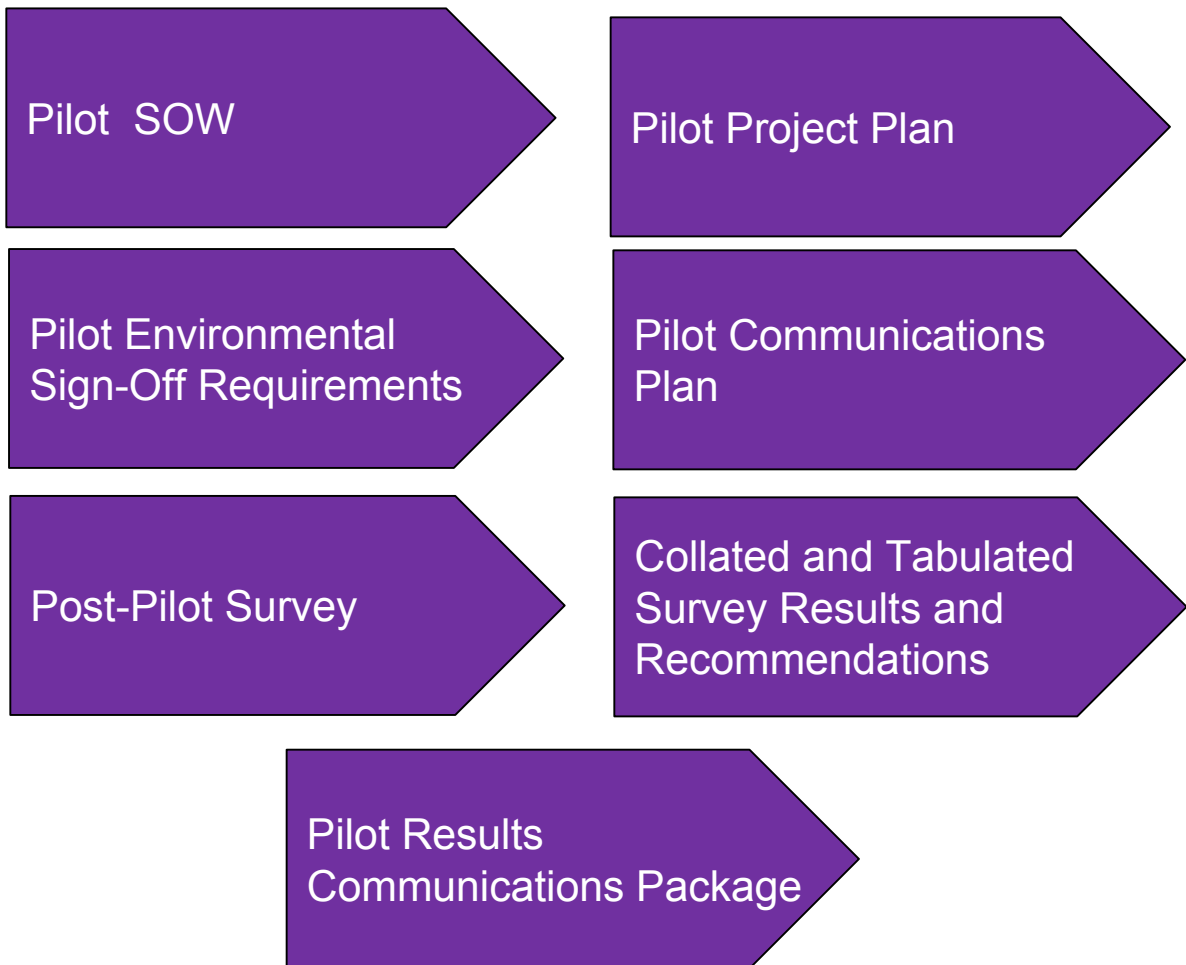 Pilot  SOW
Pilot Project Plan
Pilot Environmental
Sign-Off Requirements
Pilot Communications
Plan
Post-Pilot Survey
Collated and Tabulated
Survey Results and
Recommendations
Pilot Results
Communications Package